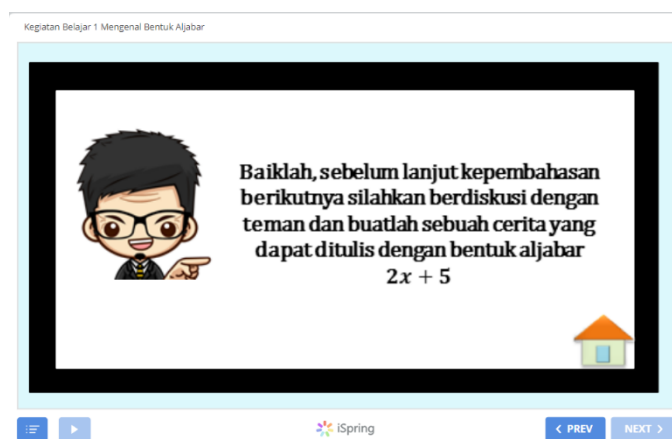 Kegiatan Belajar 1 Mengenal Bentuk Aljabar
Baiklah, sebelum lanjut kepembahasan
berikutnya silahkan berdiskusi dengan
teman dan buatlah sebuah cerita yang
dapat ditulis dengan bentuk aljabar
2x + 5
iSpring
PREV
NEXT